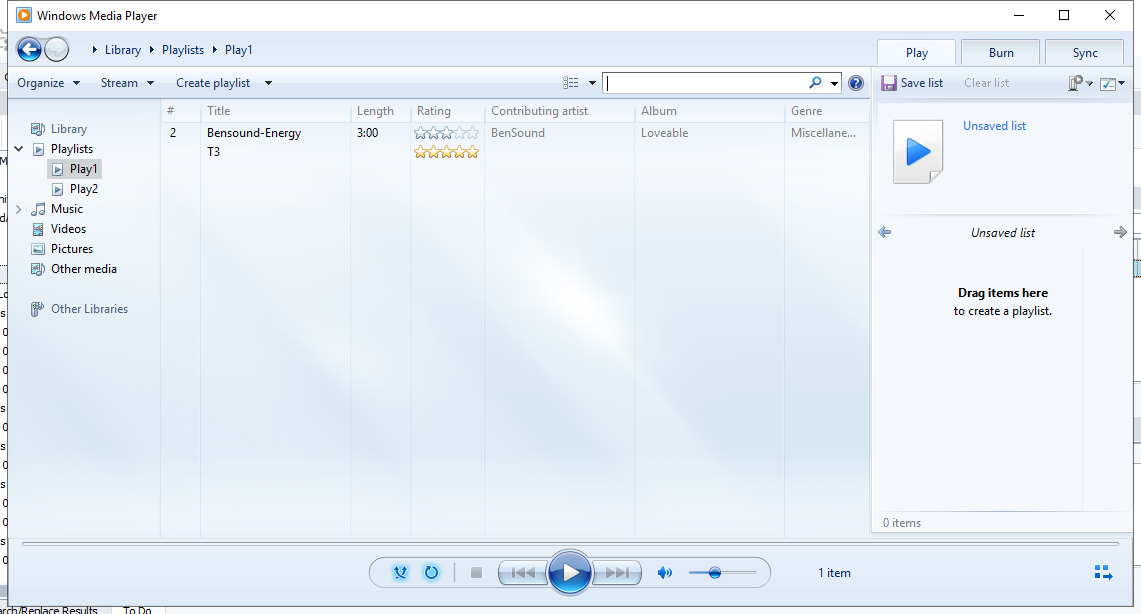 Windows Media Player
Library Playlists Play1
Play Burn Sync
Organize Stream Create playlist
Save list Clear list
# Title Length Rating Contributing artist Album Genre
2 Bensound-Energy 3:00 BenSound Loveable Miscellane...
T3
Library
Playlists
Play1
Play2
Music
Videos
Pictures
Other media
Other Libraries
Unsaved list
Unsaved list
Drag items here
to create a playlist.
0 items
1 item
arch/Replace Results To Do